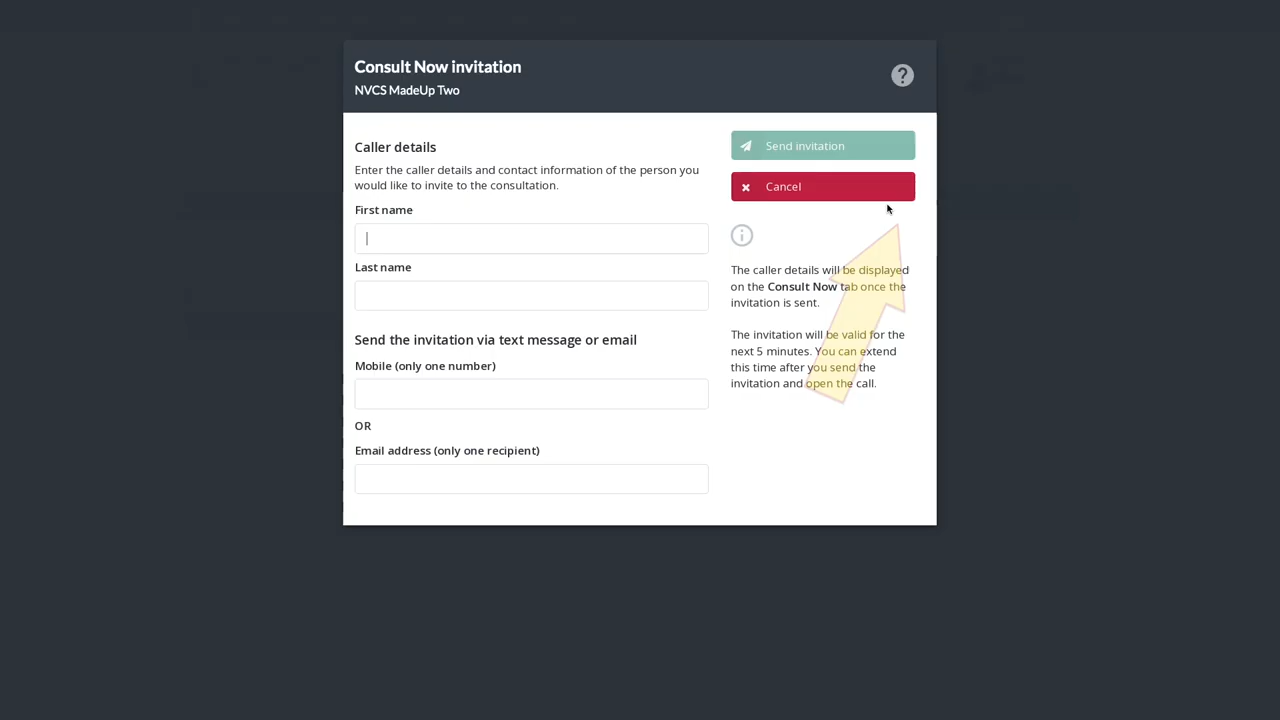 Consult Now invitation
NVCS MadeUp Two
Caller details
Enter the caller details and contact information of the person you
would like to invite to the consultation.
First name
Last name
Send the invitation via text message or email
Mobile (only one number)
OR
Email address (only one recipient)
Send invitation
Cancel
The caller details will be displayed
on the Consult Now tab once the
invitation is sent.
The invitation will be valid for the
next 5 minutes. You can extend
this time after you send the
invitation and open the call.